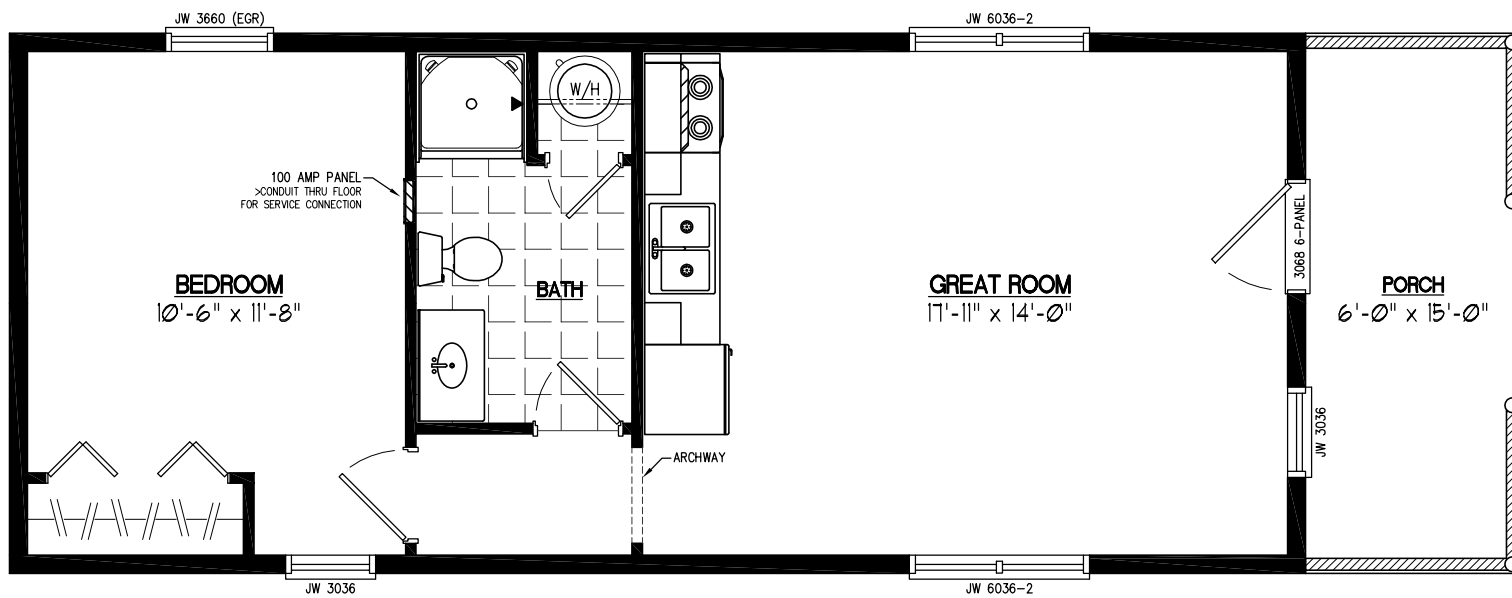 JW 3660 (EGR)
JW 6036-2
W/H
100 AMP PANEL
>CONDUIT THRU FLOOR
FOR SERVICE CONNECTION
3068 6-PANEL
BEDROOM
10'-6" x 11'-8"
BATH
GREAT ROOM
17'-11" x 14'-0"
PORCH
6'-0" x 15'-0"
JW 3036
ARCHWAY
JW 3036
JW 6036-2